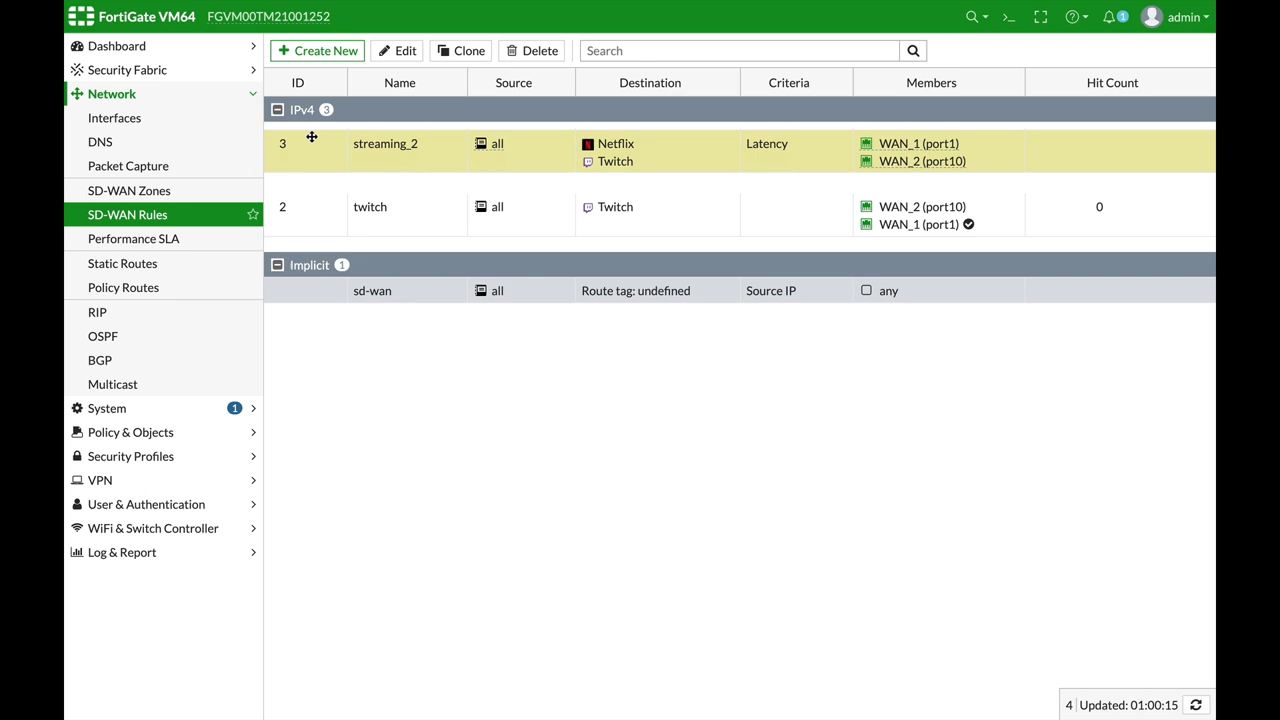 FortiGate VM64 FGVM00TM21001252 1 admin
Dashboard
Security Fabric
Network
Interfaces
DNS
Packet Capture
SD-WAN Zones
SD-WAN Rules
Performance SLA
Static Routes
Policy Routes
RIP
OSPF
BGP
Multicast
System 1
Policy & Objects
Security Profiles
VPN
User & Authentication
WiFi & Switch Controller
Log & Report
Create New Edit Clone Delete Search
ID Name Source Destination Criteria Members Hit Count
IPv4 3
3 streaming_2 all Netflix Latency WAN_1 (port1)
Twitch WAN_2 (port10)
2 twitch all Twitch WAN_2 (port10) 0
WAN_1 (port1)
Implicit 1
sd-wan all Route tag: undefined Source IP any
4 Updated: 01:00:15